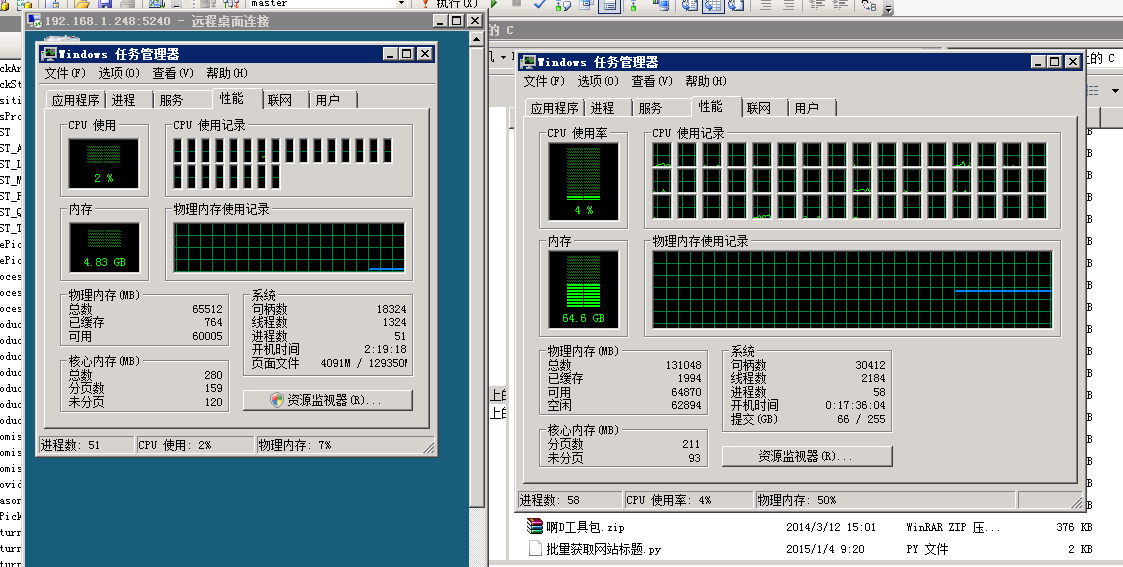 master
执行(X)
192.168.1.248:5240 - 远程桌面连接
的 C
Windows 任务管理器
文件(F) 选项(O) 查看(V) 帮助(H)
应用程序 进程 服务 性能 联网 用户
CPU 使用
CPU 使用记录
2 %
内存
物理内存使用记录
4.83 GB
物理内存(MB)
总数 65512
已缓存 764
可用 60005
核心内存(MB)
总数 280
分页数 159
未分页 120
系统
句柄数 18324
线程数 1324
进程数 51
开机时间 2:19:18
页面文件 4091M / 129350M
资源监视器(R)...
进程数: 51 CPU 使用: 2% 物理内存: 7%
Windows 任务管理器
的 C
文件(F) 选项(O) 查看(V) 帮助(H)
应用程序 进程 服务 性能 联网 用户
CPU 使用率
CPU 使用记录
4 %
内存
物理内存使用记录
64.6 GB
物理内存(MB)
总数 131048
已缓存 1994
可用 64870
空闲 62894
核心内存(MB)
分页数 211
未分页 93
系统
句柄数 30412
线程数 2184
进程数 58
开机时间 0:17:36:04
提交(GB) 66 / 255
资源监视器(R)...
进程数: 58 CPU 使用率: 4% 物理内存: 50%
上的
上的
啊D工具包.zip 2014/3/12 15:01 WinRAR ZIP 压... 376 KB
批量获取网站标题.py 2015/1/4 9:20 PY 文件 2 KB